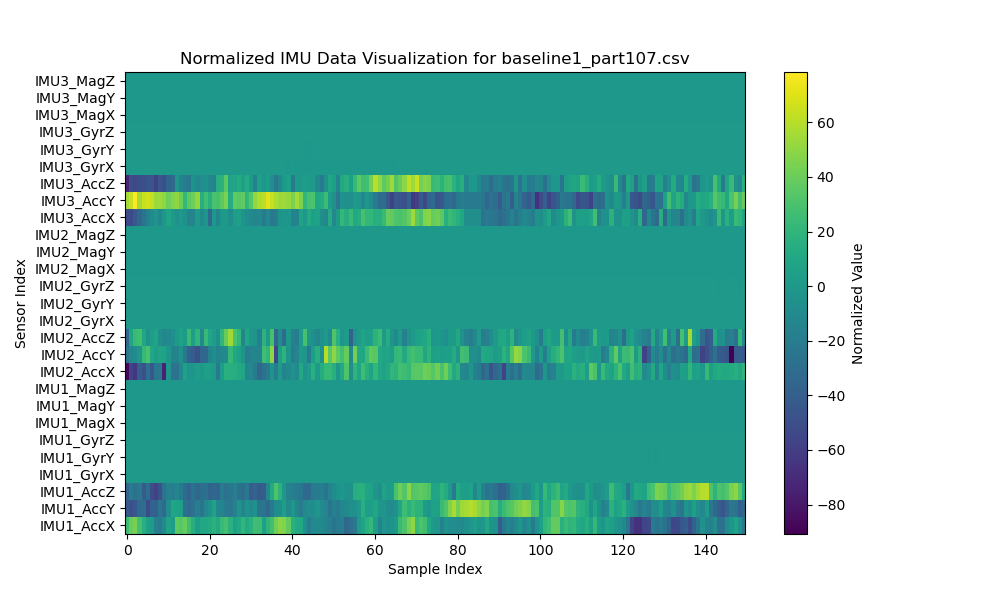 Normalized IMU Data Visualization for baseline1_part107.csv
IMU3_MagZ
IMU3_MagY
IMU3_MagX
IMU3_GyrZ
IMU3_GyrY
IMU3_GyrX
IMU3_AccZ
IMU3_AccY
IMU3_AccX
IMU2_MagZ
IMU2_MagY
IMU2_MagX
IMU2_GyrZ
IMU2_GyrY
IMU2_GyrX
IMU2_AccZ
IMU2_AccY
IMU2_AccX
IMU1_MagZ
IMU1_MagY
IMU1_MagX
IMU1_GyrZ
IMU1_GyrY
IMU1_GyrX
IMU1_AccZ
IMU1_AccY
IMU1_AccX
Sensor Index
0 20 40 60 80 100 120 140
Sample Index
60
40
20
0
−20
−40
−60
−80
Normalized Value